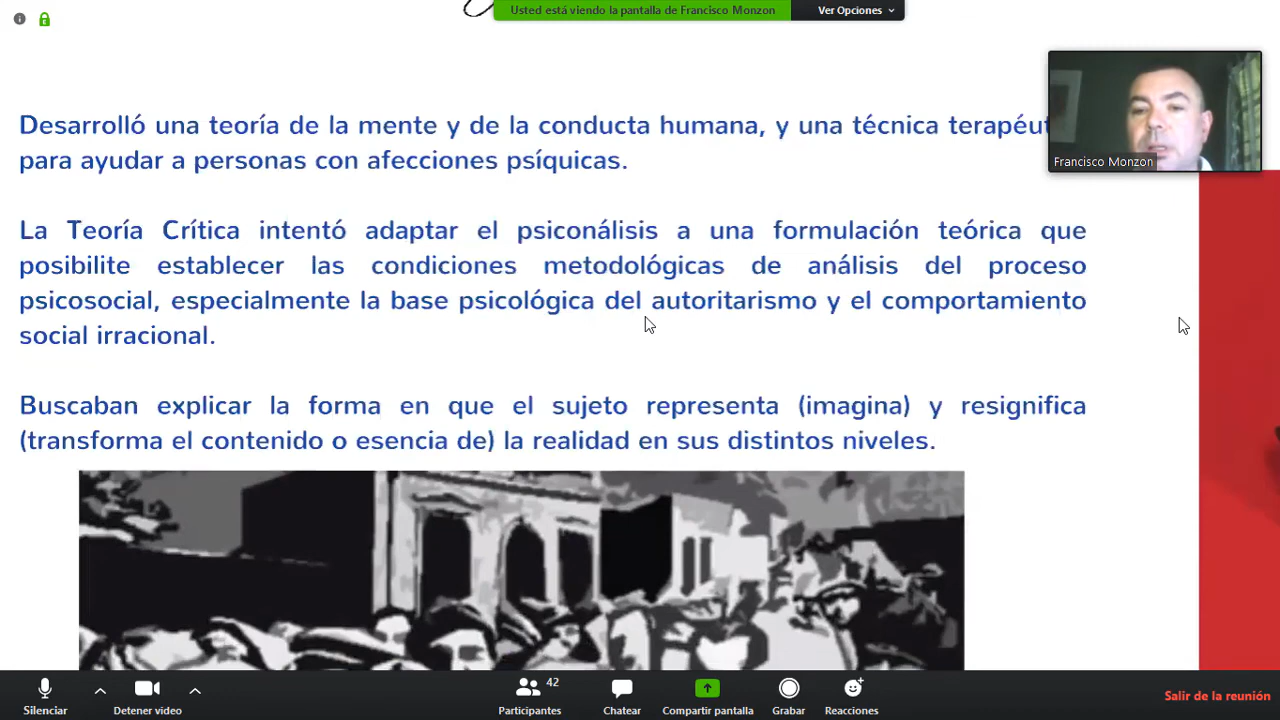 Usted está viendo la pantalla de Francisco Monzon
Ver Opciones
Desarrolló una teoría de la mente y de la conducta humana, y una técnica
para ayudar a personas con afecciones psíquicas.
Francisco Monzon
La Teoría Crítica intentó adaptar el psiconálisis a una formulación teórica que
posibilite establecer las condiciones metodológicas de análisis del proceso
psicosocial, especialmente la base psicológica del autoritarismo y el comportamiento
social irracional.
Buscaban explicar la forma en que el sujeto representa (imagina) y resignifica
(transforma el contenido o esencia de) la realidad en sus distintos niveles.
Silenciar
Detener video
42
Participantes
Chatear
Compartir pantalla
Grabar
Reacciones
Salir de la reunión